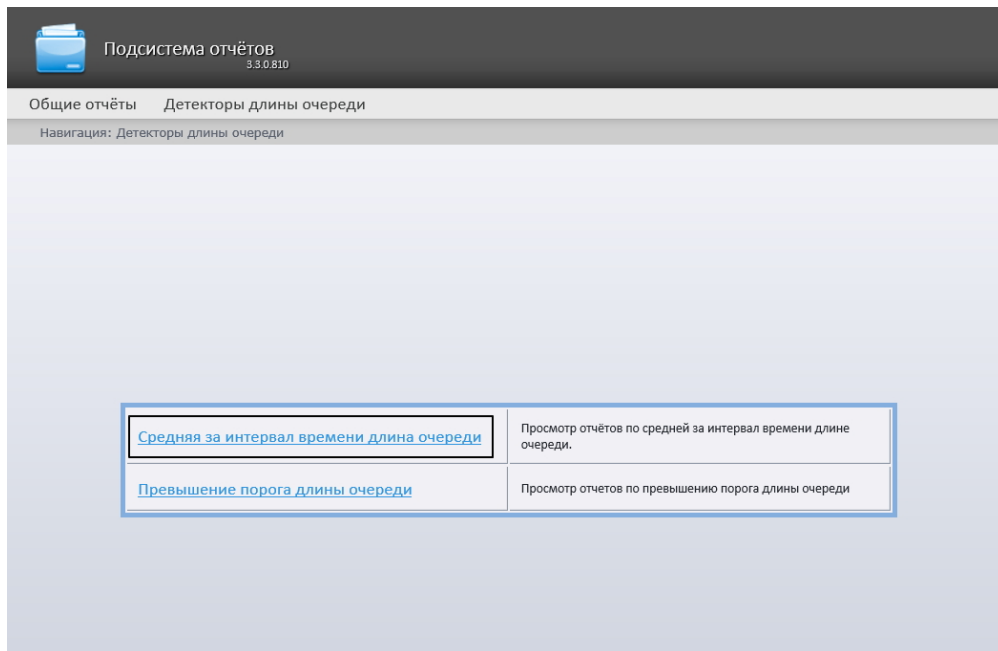 Подсистема отчётов
3.3.0.810
Общие отчёты Детекторы длины очереди
Навигация: Детекторы длины очереди
Средняя за интервал времени длина очереди
Просмотр отчётов по средней за интервал времени длине
очереди.
Превышение порога длины очереди
Просмотр отчетов по превышению порога длины очереди